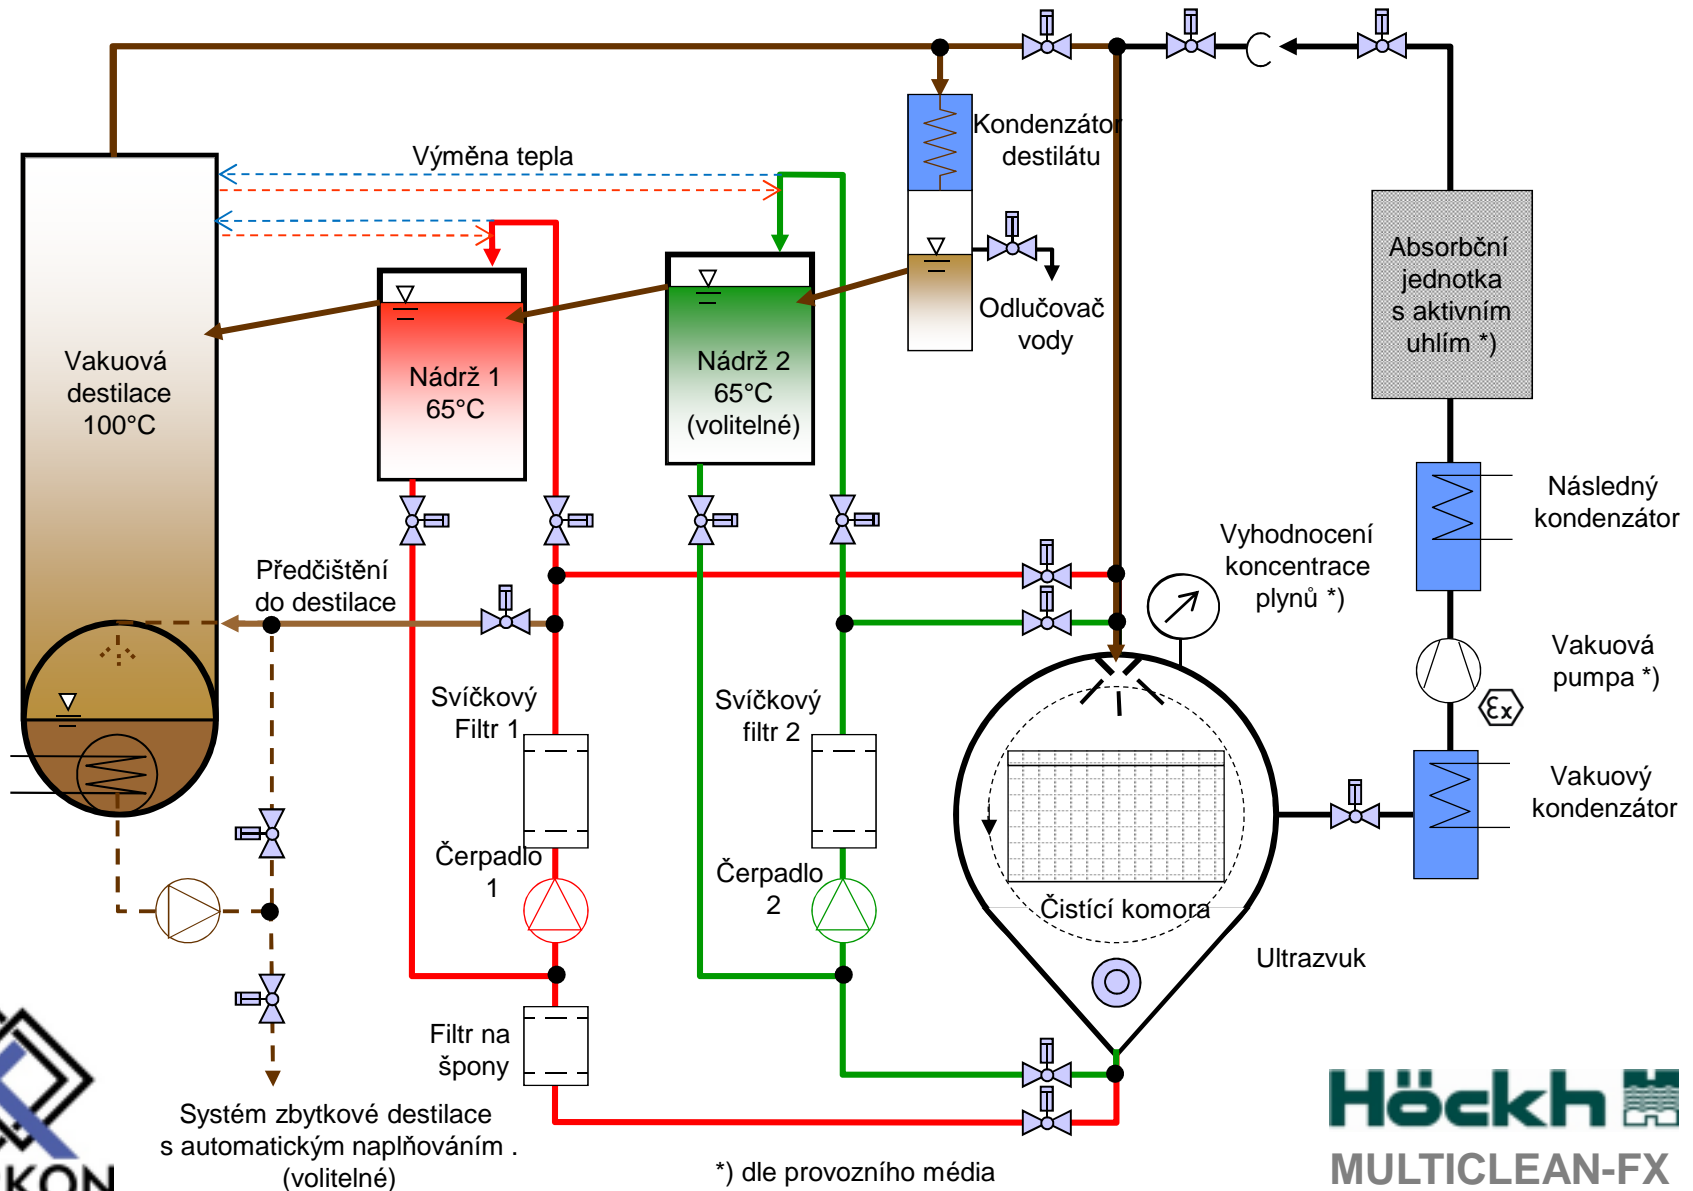 Výměna tepla
Kondenzátor
destilátu
Absorbční
jednotka
s aktivním
uhlím *)
Odlučovač
vody
Vakuová
destilace
100°C
Nádrž 1
65°C
Nádrž 2
65°C
(volitelné)
Následný
kondenzátor
Vyhodnocení
koncentrace
plynů *)
Předčištění
do destilace
Vakuová
pumpa *)
Ex
Svíčkový
Filtr 1
Svíčkový
filtr 2
Vakuový
kondenzátor
Čerpadlo
1
Čerpadlo
2
Čistící komora
Ultrazvuk
Filtr na
špony
Systém zbytkové destilace
s automatickým naplňováním .
(volitelné)
*) dle provozního média
Höckh
MULTICLEAN-FX